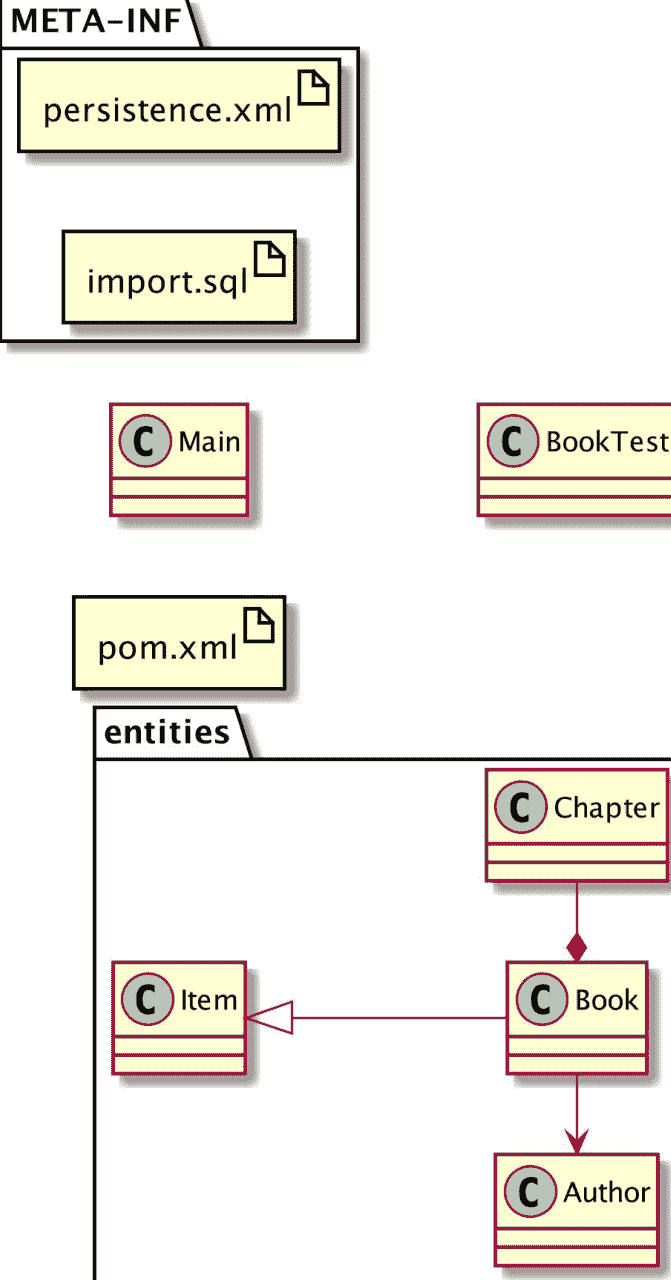 META-INF
persistence.xml
import.sql
C Main
C BookTest
pom.xml
entities
C Chapter
C Item
C Book
C Author